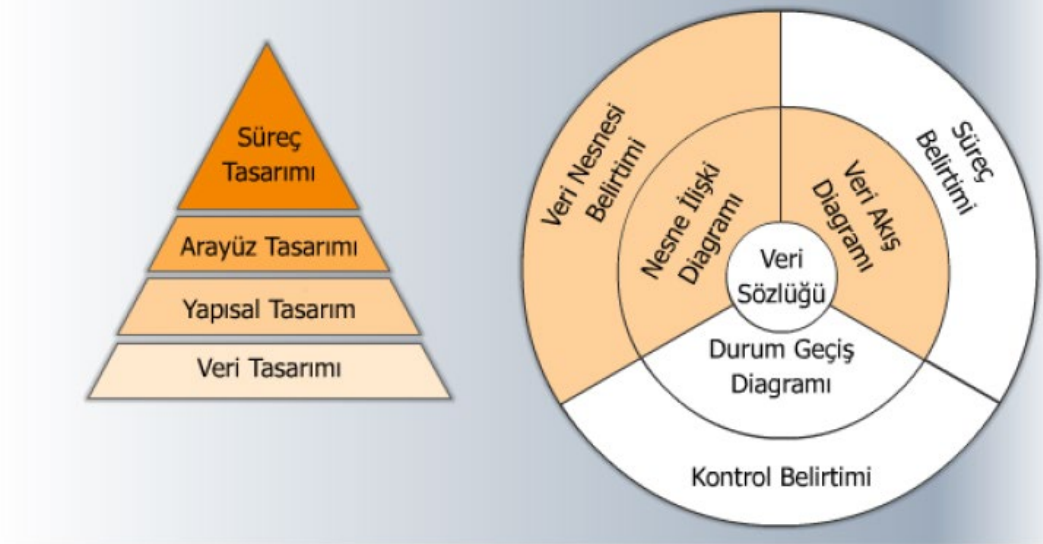 Süreç
Tasarımı
Arayüz Tasarımı
Yapısal Tasarım
Veri Tasarımı
Veri Nesnesi
Belirtimi
Nesne İlişki
Diagramı
Veri Akış
Diagramı
Süreç
Belirtimi
Veri
Sözlüğü
Durum Geçiş
Diagramı
Kontrol Belirtimi